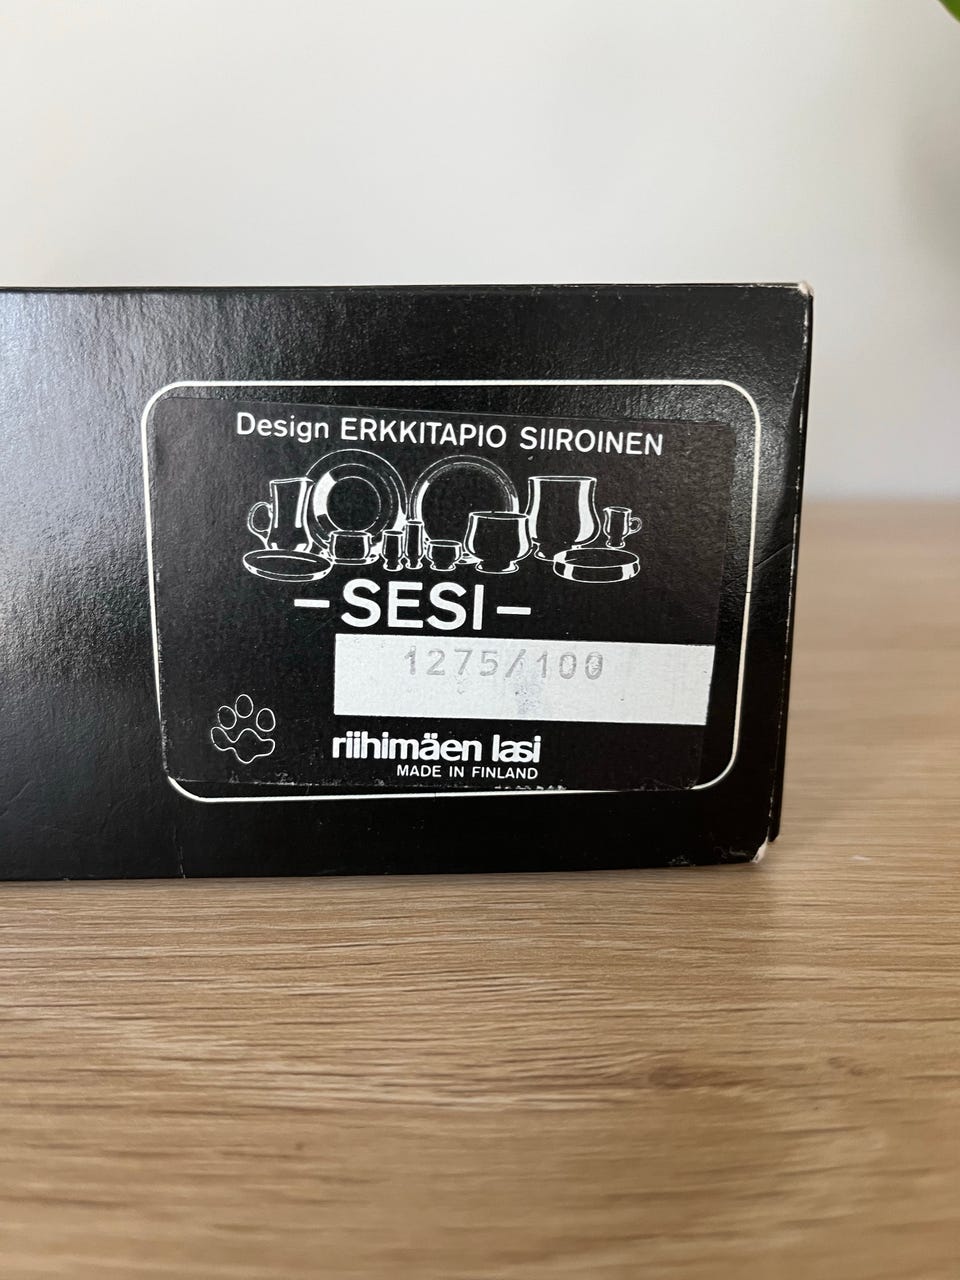 Design ERKKITAPIO SIIROINEN
–SESI–
1275/100
riihimäen lasi
MADE IN FINLAND